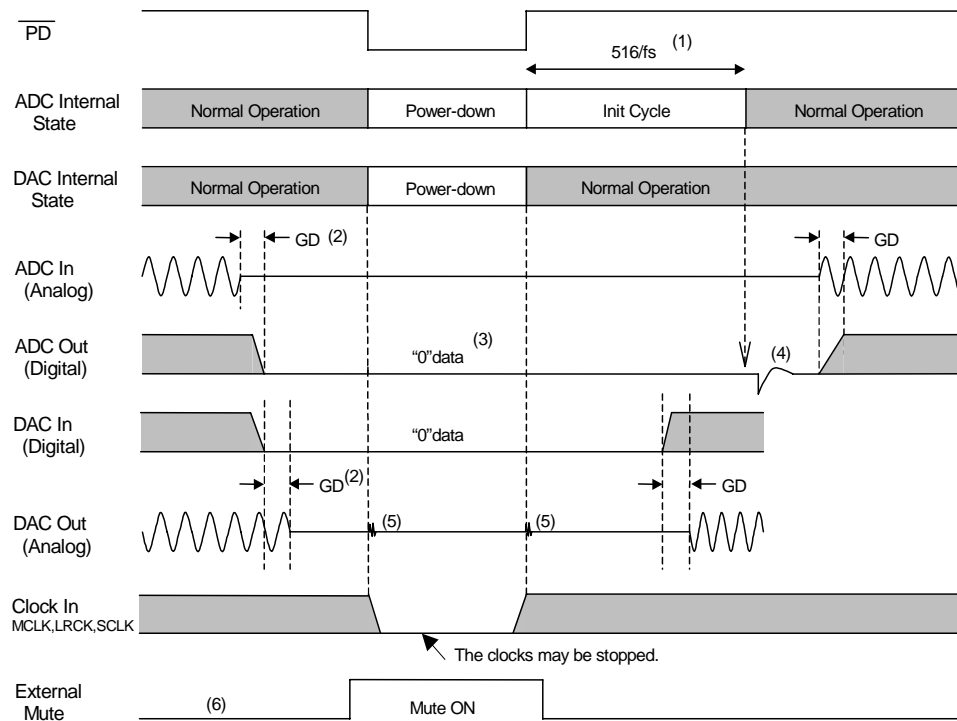 PD
516/fs (1)
ADC Internal
State
Normal Operation
Power-down
Init Cycle
Normal Operation
DAC Internal
State
Normal Operation
Power-down
Normal Operation
GD (2)
GD
ADC In
(Analog)
ADC Out
(Digital)
“0”data (3)
(4)
DAC In
(Digital)
“0”data
GD (2)
GD
DAC Out
(Analog)
(5)
(5)
Clock In
MCLK,LRCK,SCLK
The clocks may be stopped.
External
Mute
(6)
Mute ON